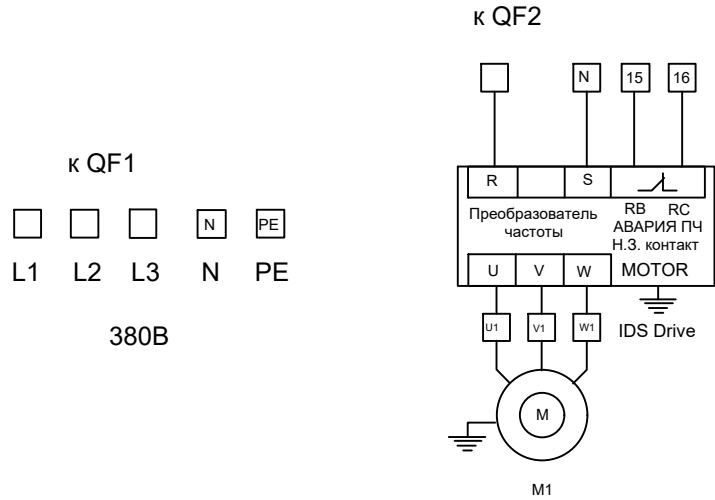 к QF2
N 15 16
к QF1
R S
Преобразователь
частоты
RB RC
АВАРИЯ ПЧ
Н.З. контакт
N PE
L1 L2 L3 N PE
U V W MOTOR
380В
U1 V1 W1 IDS Drive
M
M1